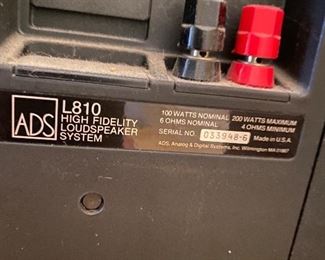 ADS
L810
HIGH FIDELITY
LOUDSPEAKER
SYSTEM
100 WATTS NOMINAL 200 WATTS MAXIMUM
6 OHMS NOMINAL 4 OHMS MINIMUM
SERIAL NO 033948-6 Made in U.S.A.
ADS, Analog & Digital Systems, Inc. Wilmington MA 01887